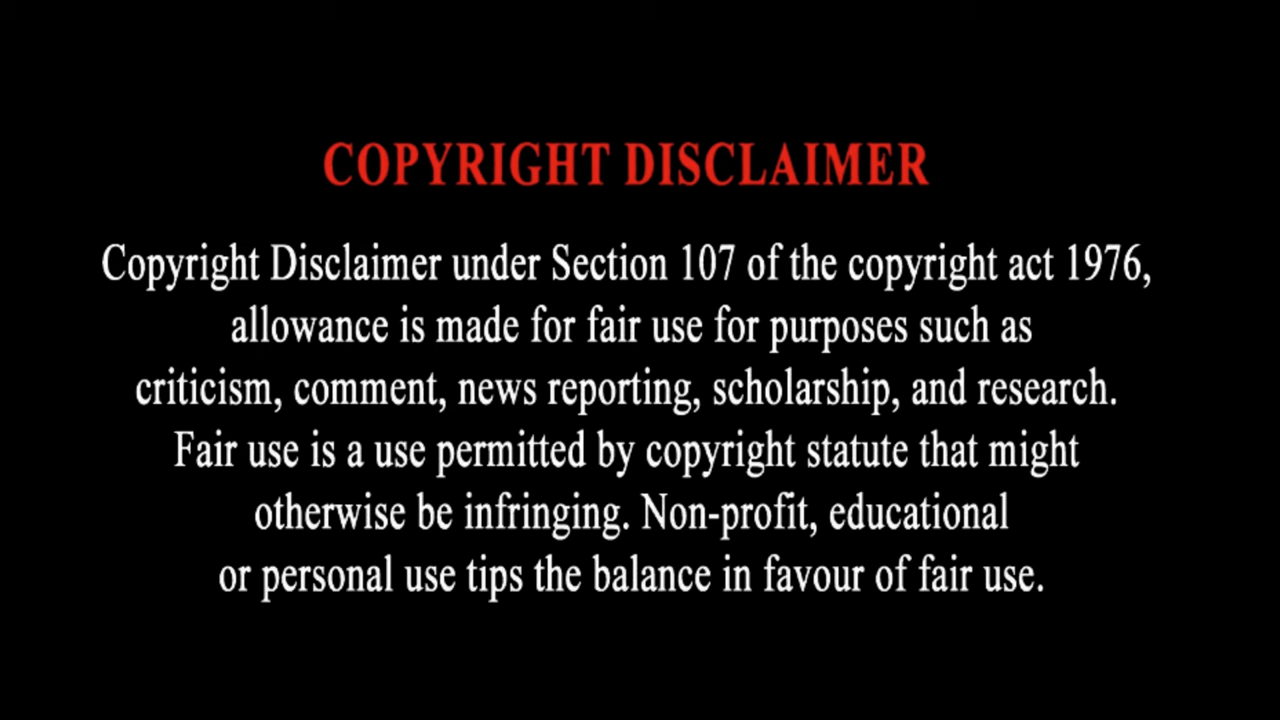 COPYRIGHT DISCLAIMER
Copyright Disclaimer under Section 107 of the copyright act 1976,
allowance is made for fair use for purposes such as
criticism, comment, news reporting, scholarship, and research.
Fair use is a use permitted by copyright statute that might
otherwise be infringing. Non-profit, educational
or personal use tips the balance in favour of fair use.